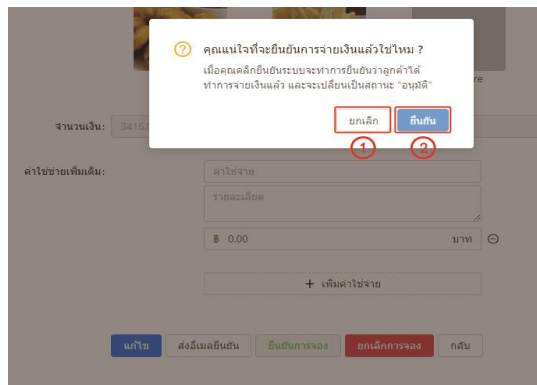 คุณแน่ใจที่จะยืนยันการจ่ายเงินแล้วใช่ไหม ?
เมื่อคุณคลิกยืนยันระบบจะทำการยืนยันว่าลูกค้าได้
ทำการจ่ายเงินแล้ว และจะเปลี่ยนเป็นสถานะ "อนุมัติ"
re
ยกเลิก ยืนยัน
1 2
จำนวนเงิน: 3416.
ค่าใช้จ่ายเพิ่มเติม: ค่าใช้จ่าย
รายละเอียด
฿ 0.00 บาท
+ เพิ่มค่าใช้จ่าย
แก้ไข ส่งอีเมลยืนยัน ยืนยันการจอง ยกเลิกการจอง กลับ